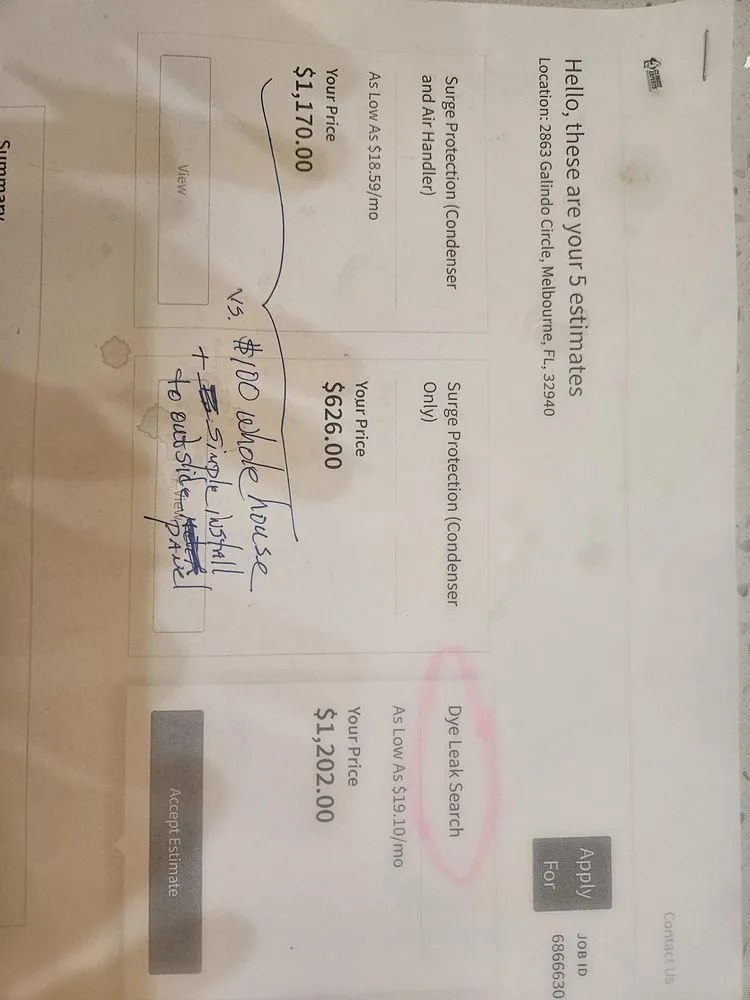 Contact Us
Hello, these are your 5 estimates
Location: 2863 Galindo Circle, Melbourne, FL, 32940
Apply
For
JOB ID
6866630
Surge Protection (Condenser
and Air Handler)
As Low As $18.59/mo
Your Price
$1,170.00
View
Surge Protection (Condenser
Only)
Your Price
$626.00
View
Dye Leak Search
As Low As $19.10/mo
Your Price
$1,202.00
Accept Estimate
vs. $100 whole house
+ Simple install
to outside
PANEL
Summary